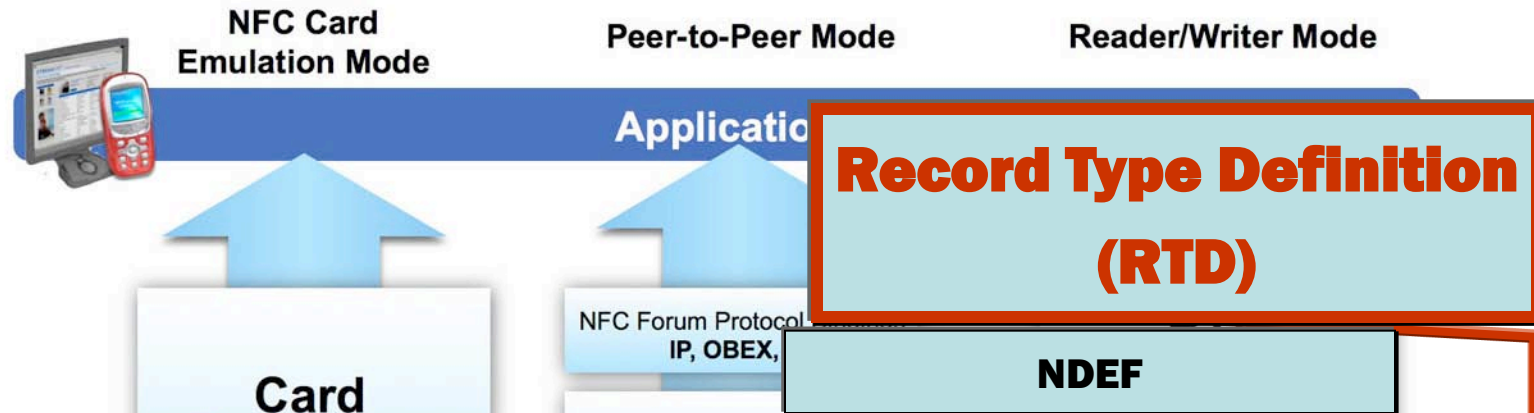 NFC Card
Emulation Mode
Peer-to-Peer Mode
Reader/Writer Mode
Applicatio
Record Type Definition
(RTD)
NFC Forum Protocol
IP, OBEX,
NDEF
Card